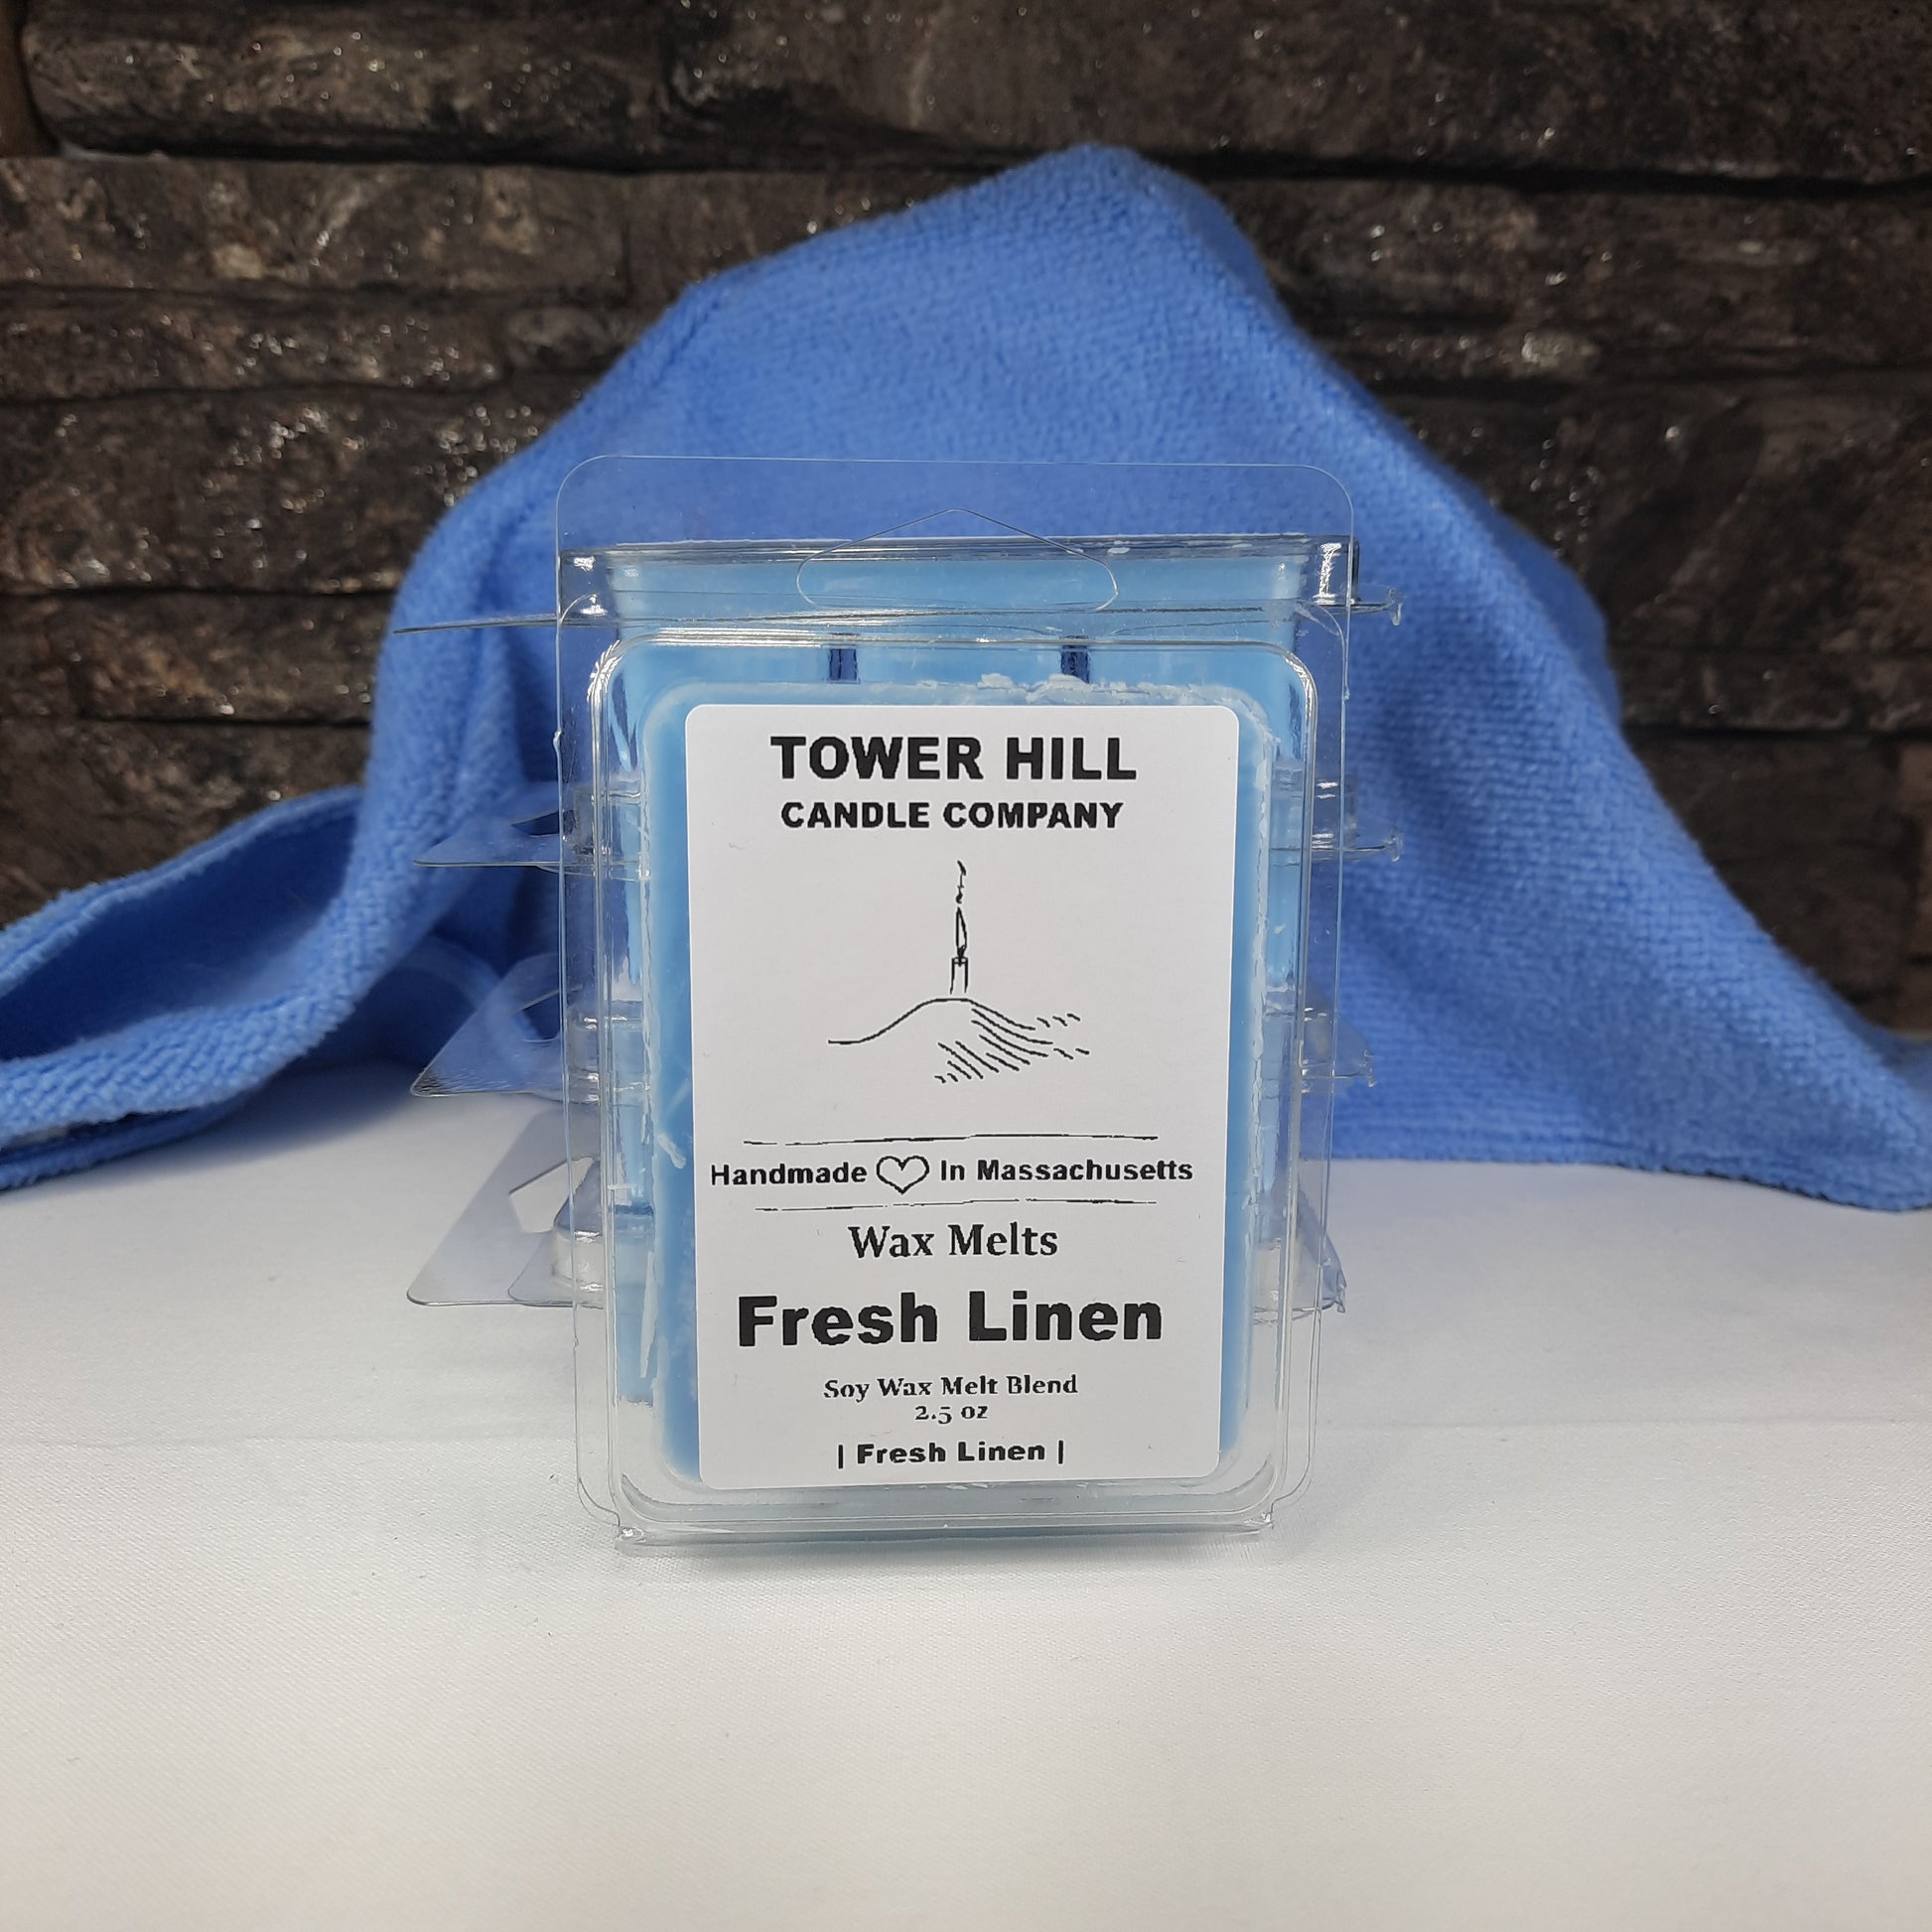 TOWER HILL
CANDLE COMPANY
Handmade In Massachusetts
Wax Melts
Fresh Linen
Soy Wax Melt Blend
2.5 oz
| Fresh Linen |